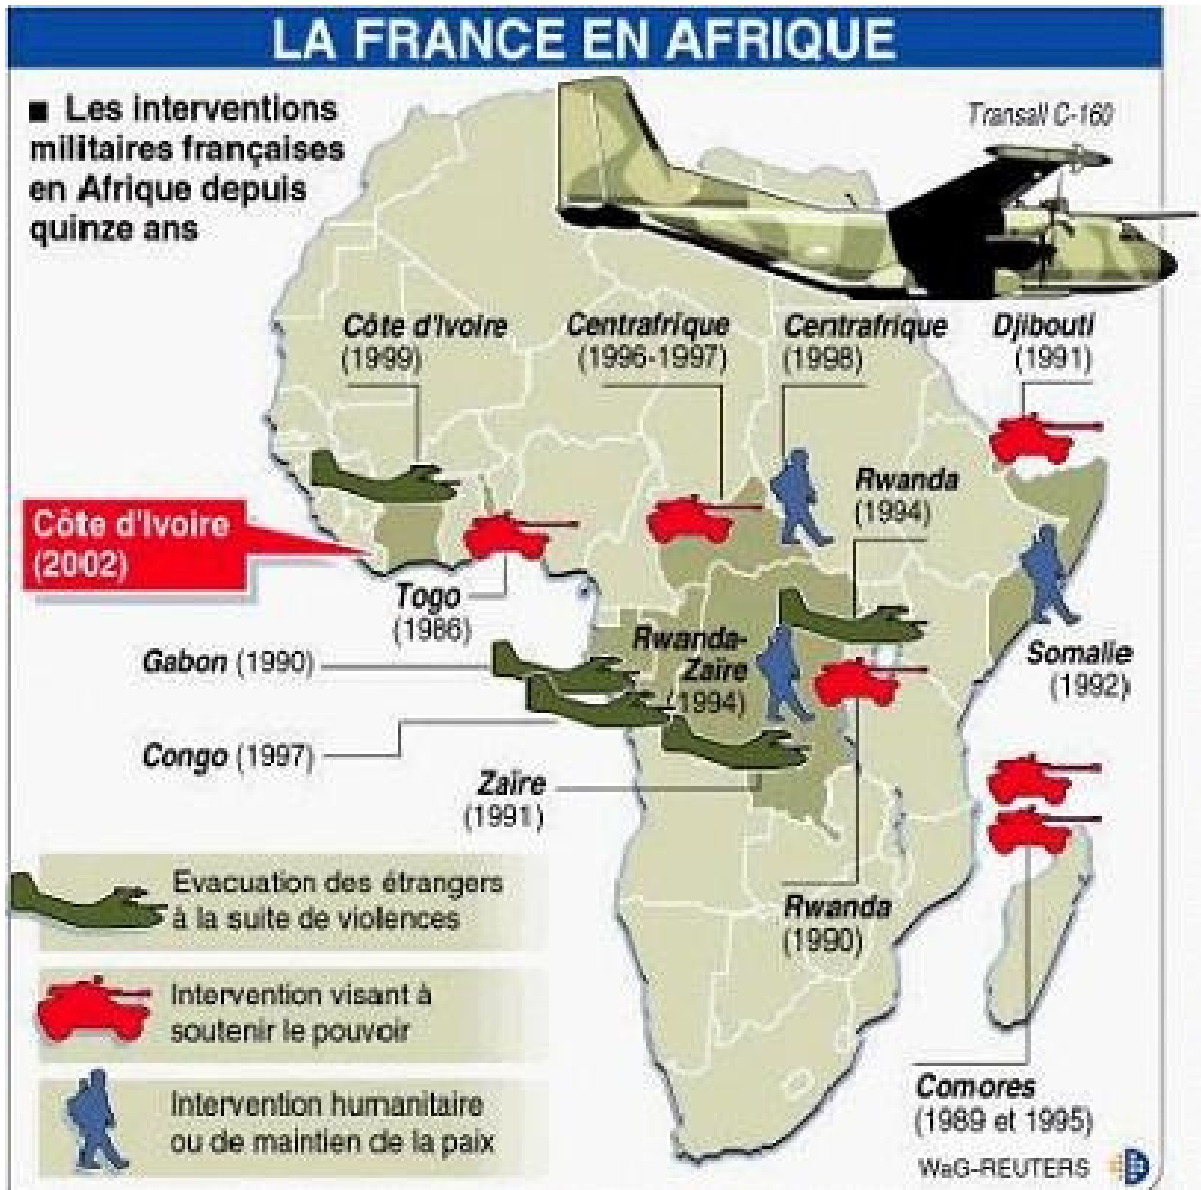 LA FRANCE EN AFRIQUE
■ Les interventions
militaires françaises
en Afrique depuis
quinze ans
Transall C-160
Côte d'Ivoire
(1999)
Centrafrique
(1996-1997)
Centrafrique
(1998)
Djibouti
(1991)
Rwanda
(1994)
Côte d'Ivoire
(2002)
Togo
(1986)
Gabon (1990)
Rwanda-
Zaïre
(1994)
Somalie
(1992)
Congo (1997)
Zaïre
(1991)
Rwanda
(1990)
Comores
(1989 et 1995)
Evacuation des étrangers
à la suite de violences
Intervention visant à
soutenir le pouvoir
Intervention humanitaire
ou de maintien de la paix
WaG-REUTERS